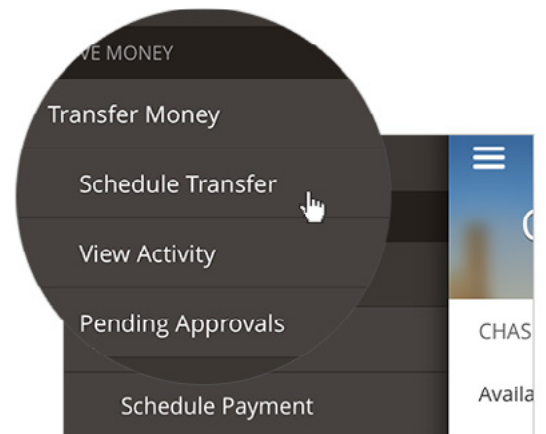 VE MONEY
Transfer Money
Schedule Transfer
View Activity
Pending Approvals
Schedule Payment
CHAS
Availa